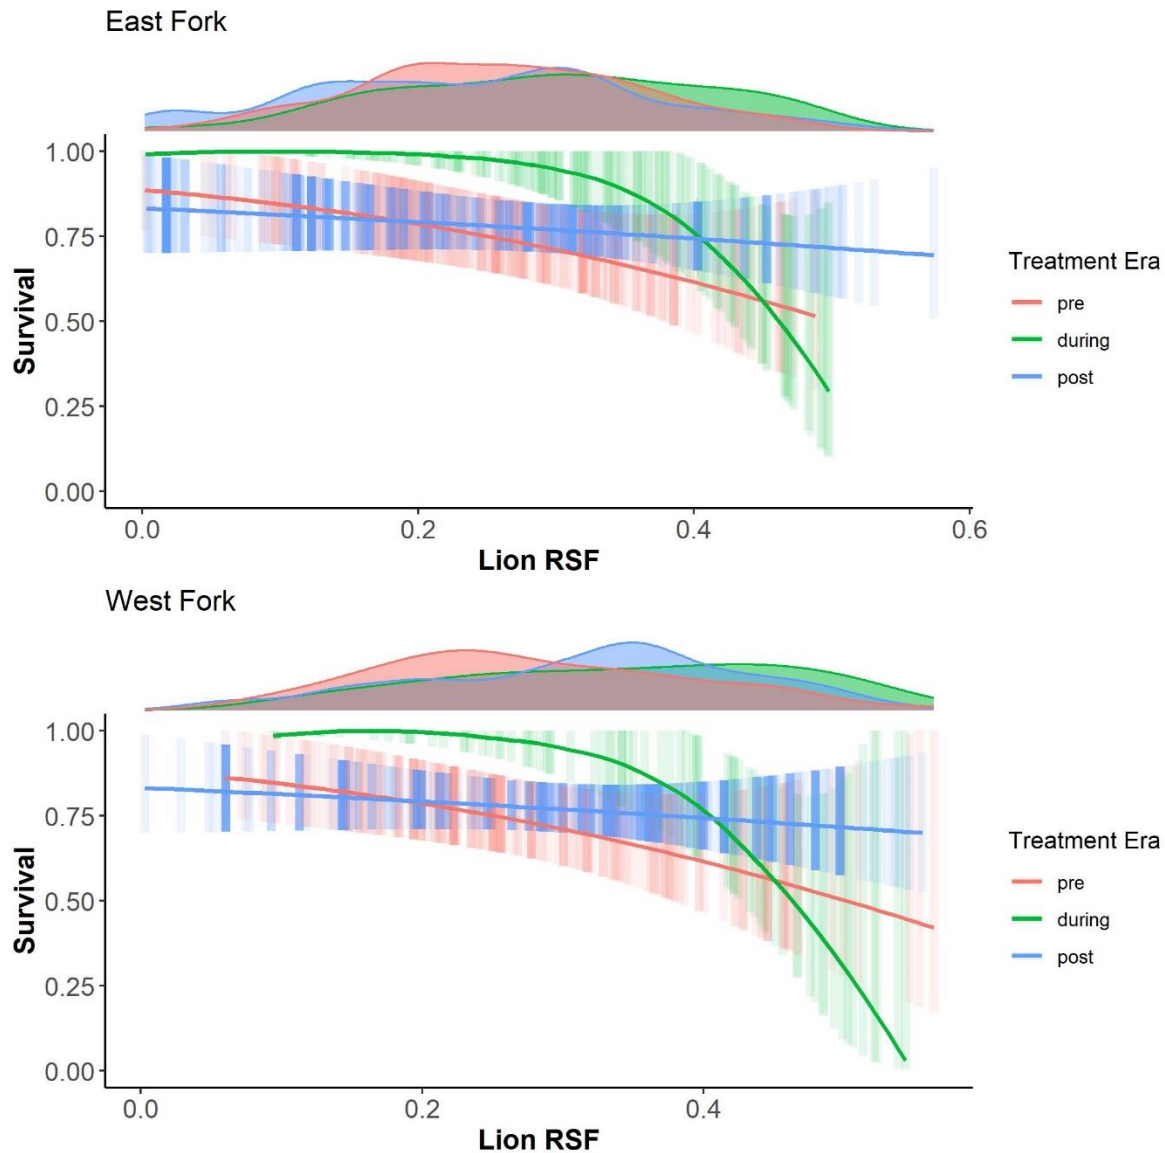 East Fork
1.00
0.75
0.50
0.25
0.00
Survival
0.0
0.2
0.4
0.6
Lion RSF
Treatment Era
pre
during
post
West Fork
1.00
0.75
0.50
0.25
0.00
Survival
0.0
0.2
0.4
Lion RSF
Treatment Era
pre
during
post